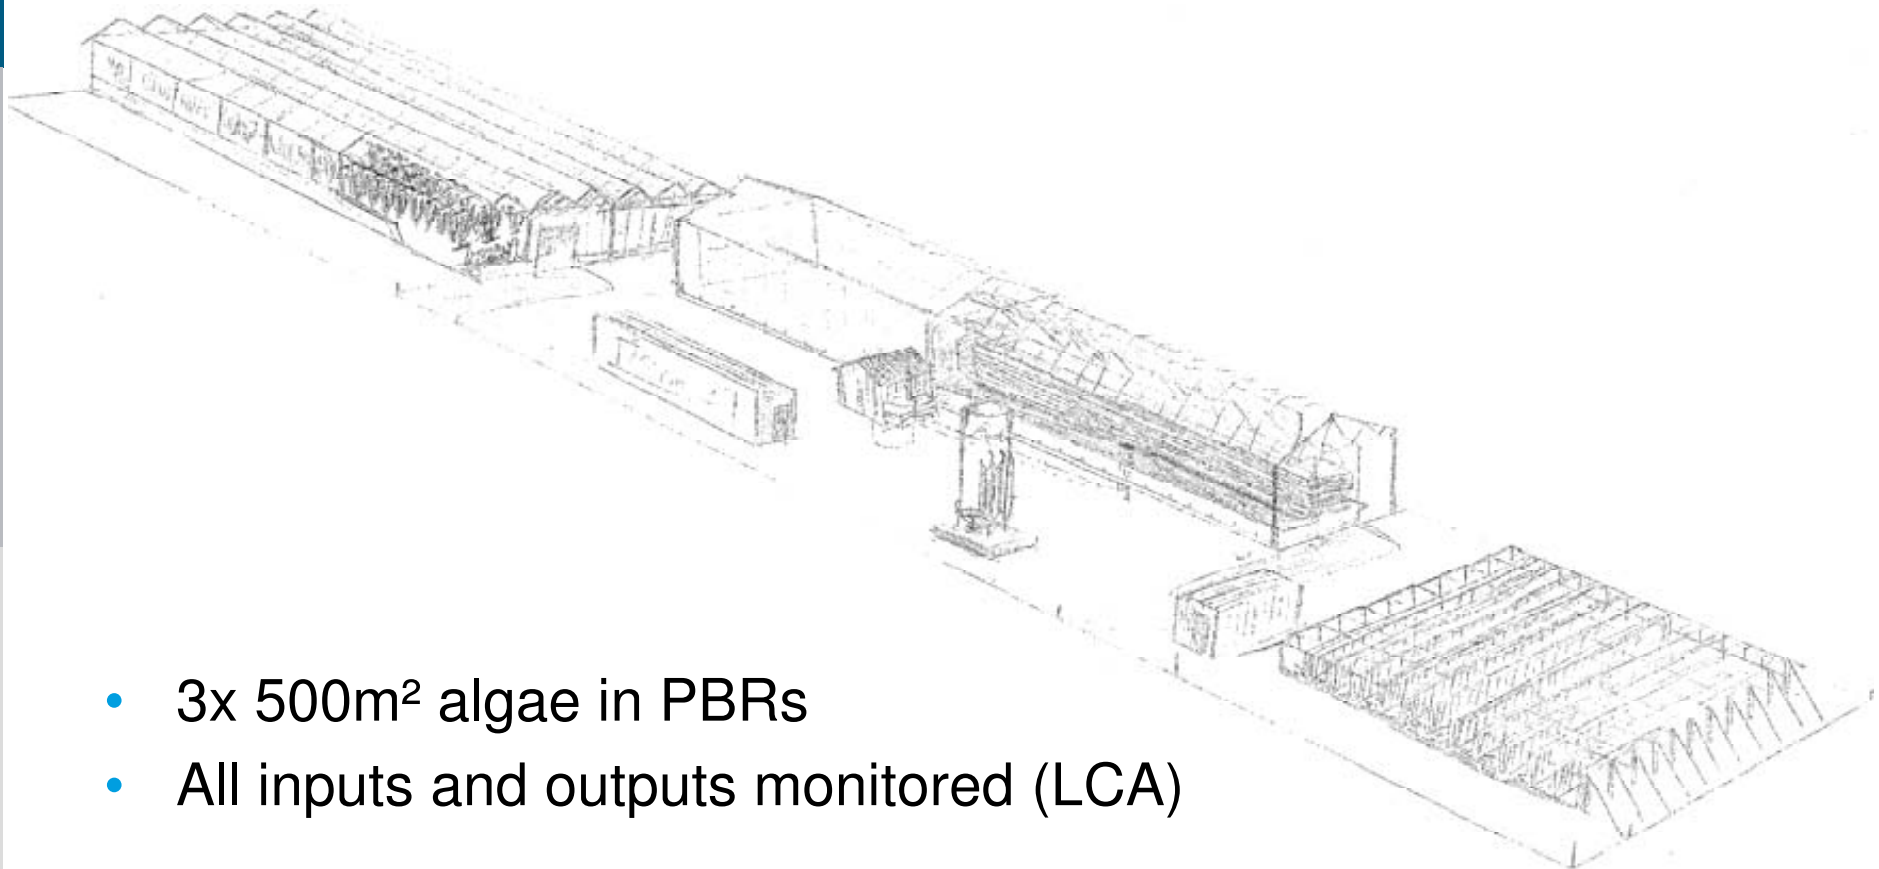 3x 500m² algae in PBRs
All inputs and outputs monitored (LCA)